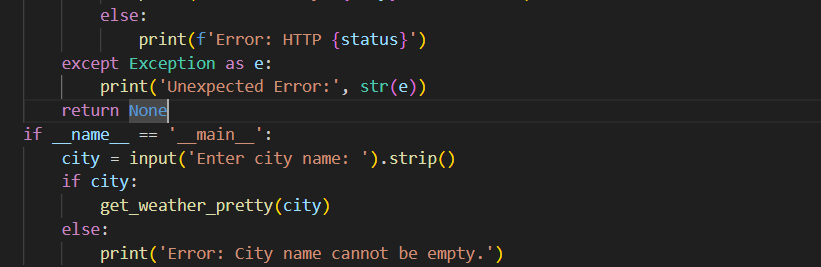 else:
print(f'Error: HTTP {status}')
except Exception as e:
print('Unexpected Error:', str(e))
return None
if __name__ == '__main__':
city = input('Enter city name: ').strip()
if city:
get_weather_pretty(city)
else:
print('Error: City name cannot be empty.')